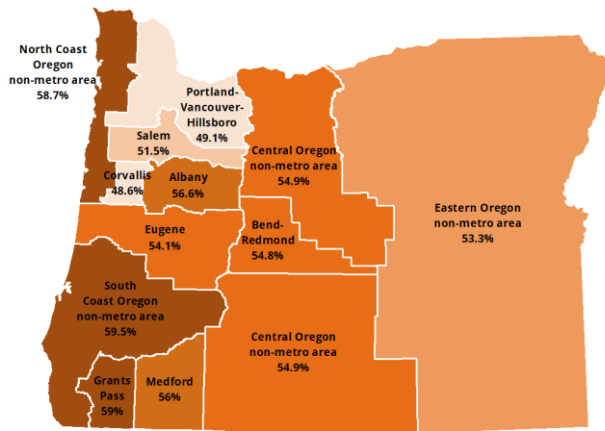 North Coast
Oregon
non-metro area
58.7%
Portland-
Vancouver-
Hillsboro
49.1%
Salem
51.5%
Corvallis
48.6%
Albany
56.6%
Central Oregon
non-metro area
54.9%
Eastern Oregon
non-metro area
53.3%
Eugene
54.1%
Bend-
Redmond
54.8%
South
Coast Oregon
non-metro area
59.5%
Central Oregon
non-metro area
54.9%
Grants
Pass
59%
Medford
56%